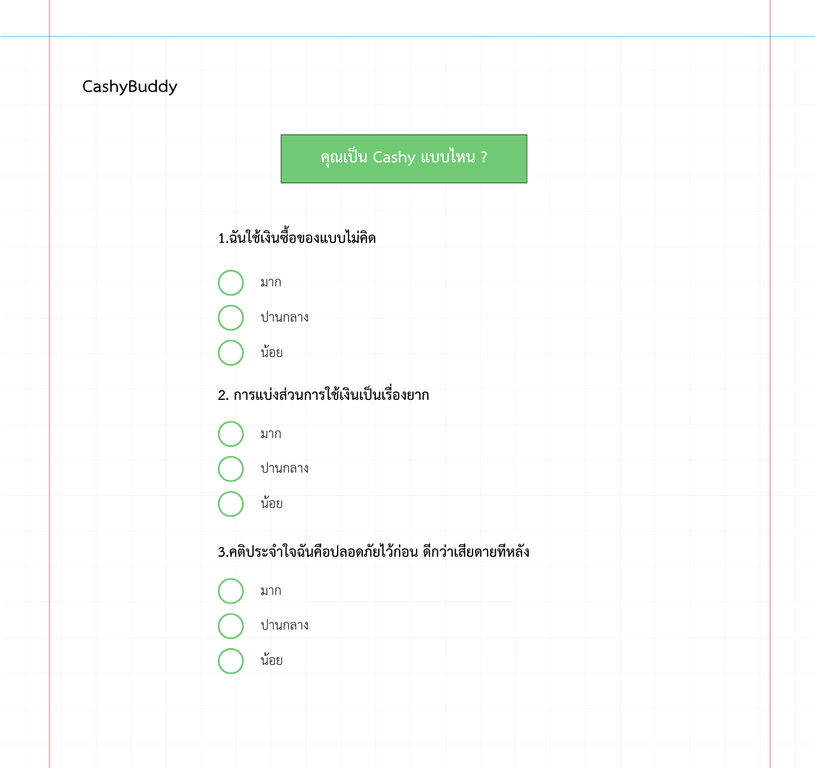 CashyBuddy
คุณเป็น Cashy แบบไหน ?
1.ฉันใช้เงินซื้อของแบบไม่คิด
มาก
ปานกลาง
น้อย
2. การแบ่งส่วนการใช้เงินเป็นเรื่องยาก
มาก
ปานกลาง
น้อย
3.คติประจำใจฉันคือปลอดภัยไว้ก่อน ดีกว่าเสียดายทีหลัง
มาก
ปานกลาง
น้อย